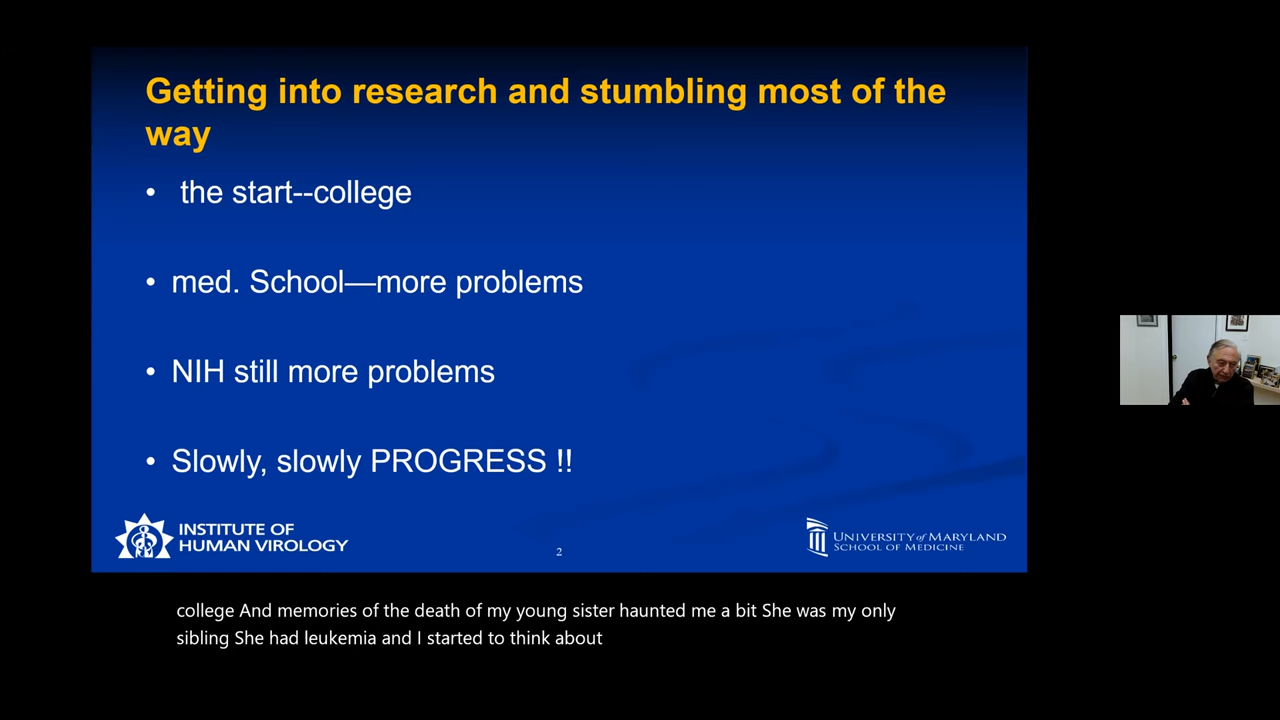 Getting into research and stumbling most of the
way
• the start--college
• med. School—more problems
• NIH still more problems
• Slowly, slowly PROGRESS !!
INSTITUTE OF
HUMAN VIROLOGY
2
UNIVERSITY of MARYLAND
SCHOOL OF MEDICINE
college And memories of the death of my young sister haunted me a bit She was my only
sibling She had leukemia and I started to think about